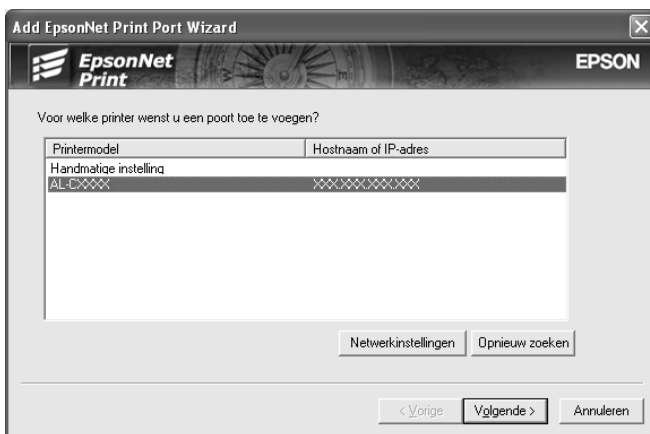 Add EpsonNet Print Port Wizard
EpsonNet
Print
EPSON
Voor welke printer wenst u een poort toe te voegen?
Printermodel Hostnaam of IP-adres
Handmatige instelling
AL-CXXXX XXX.XXX.XXX.XXX
Netwerkinstellingen Opnieuw zoeken
< Vorige Volgende > Annuleren